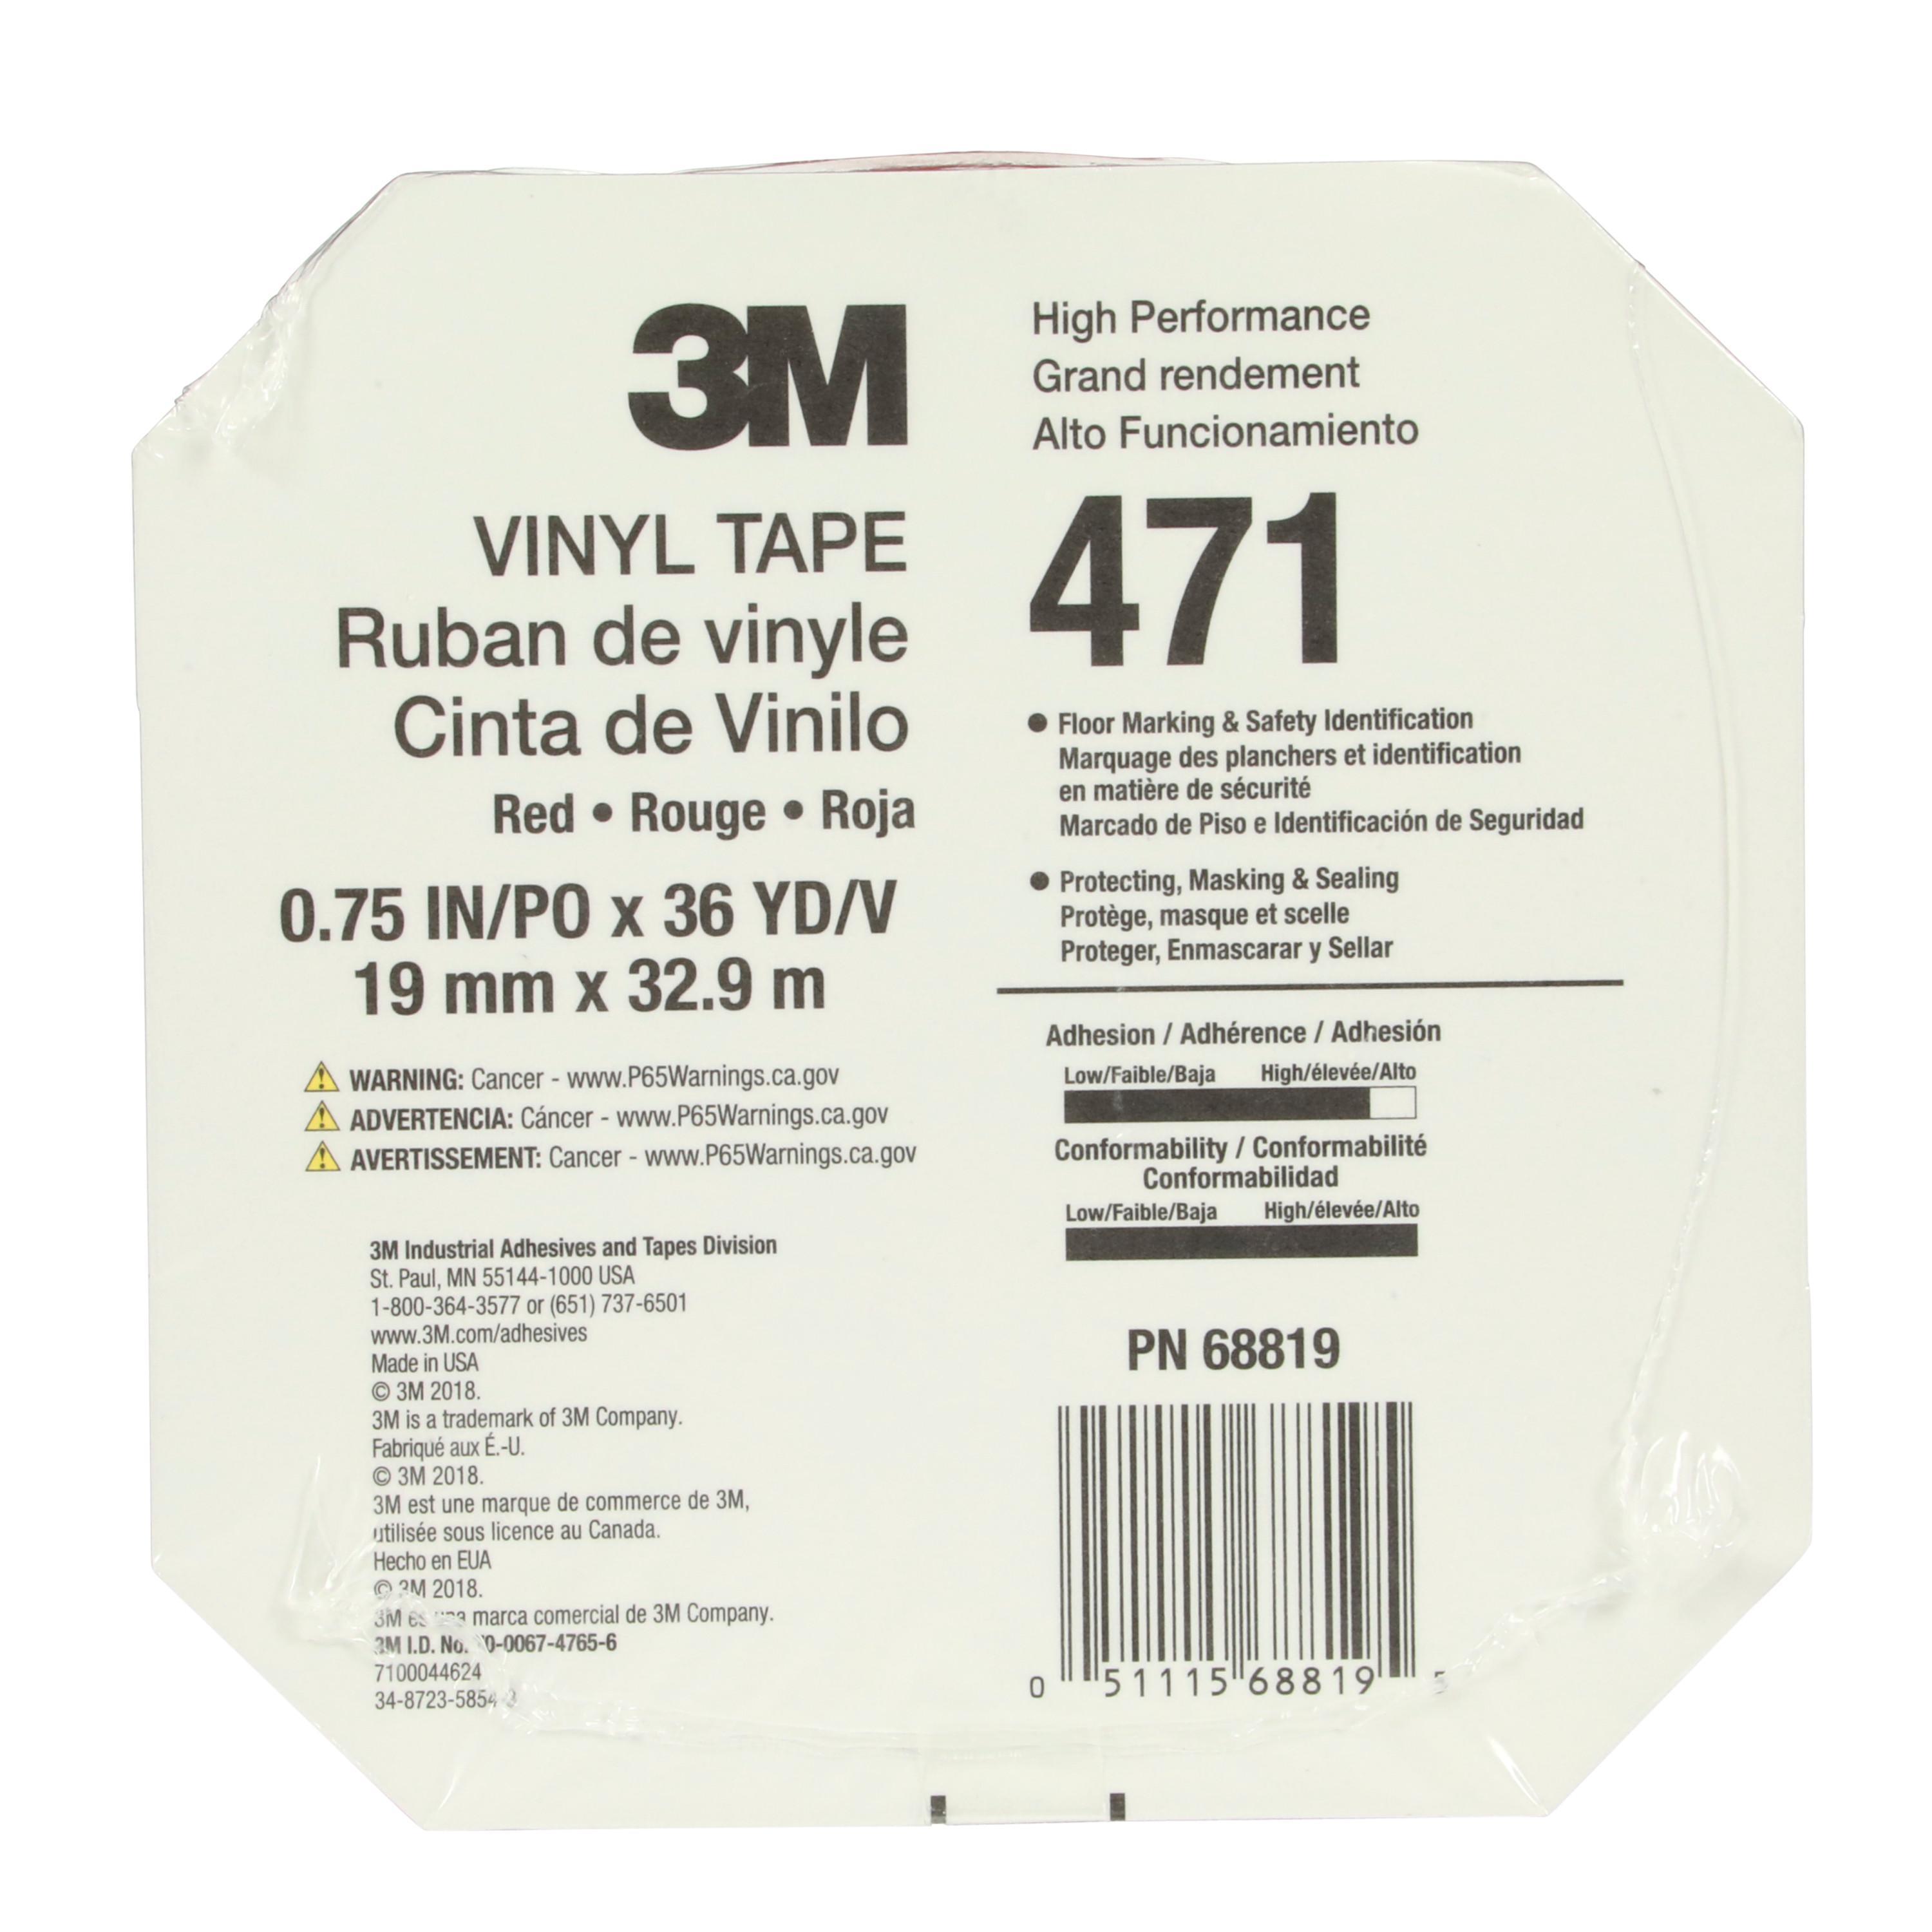 3M
VINYL TAPE
Ruban de vinyle
Cinta de Vinilo
Red • Rouge • Roja
0.75 IN/PO x 36 YD/V
19 mm x 32.9 m
WARNING: Cancer - www.P65Warnings.ca.gov
ADVERTENCIA: Cáncer - www.P65Warnings.ca.gov
AVERTISSEMENT: Cancer - www.P65Warnings.ca.gov
3M Industrial Adhesives and Tapes Division
St. Paul, MN 55144-1000 USA
1-800-364-3577 or (651) 737-6501
www.3M.com/adhesives
Made in USA
© 3M 2018.
3M is a trademark of 3M Company.
Fabriqué aux É.-U.
© 3M 2018.
3M est une marque de commerce de 3M,
utilisée sous licence au Canada.
Hecho en EUA
© 3M 2018.
3M es una marca comercial de 3M Company.
3M I.D. No.
7100044624
High Performance
Grand rendement
Alto Funcionamiento
471
● Floor Marking & Safety Identification
Marquage des planchers et identification
en matière de sécurité
Marcado de Piso e Identificación de Seguridad
● Protecting, Masking & Sealing
Protège, masque et scelle
Proteger, Enmascarar y Sellar
Adhesion / Adhérence / Adhesión
Low/Faible/Baja High/élevée/Alto
Conformability / Conformabilité
Conformabilidad
Low/Faible/Baja High/élevée/Alto
PN 68819
0 51115 68819 5